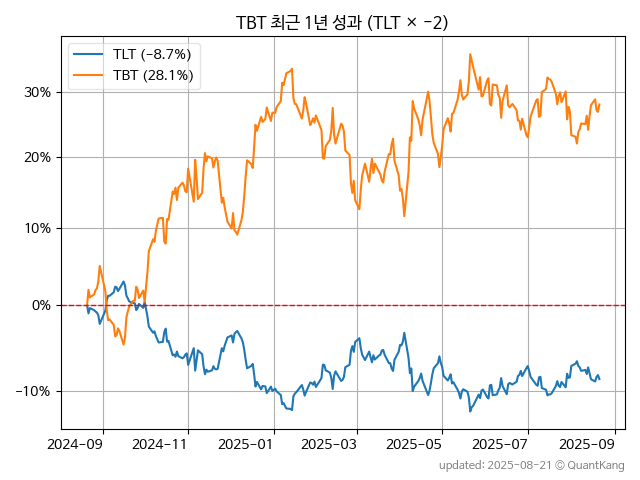 TBT 최근 1년 성과 (TLT × −2)
TLT (−8.7%)
TBT (28.1%)
30%
20%
10%
0%
−10%
2024−09 2024−11 2025−01 2025−03 2025−05 2025−07 2025−09
updated: 2025-08-21 © QuantKang